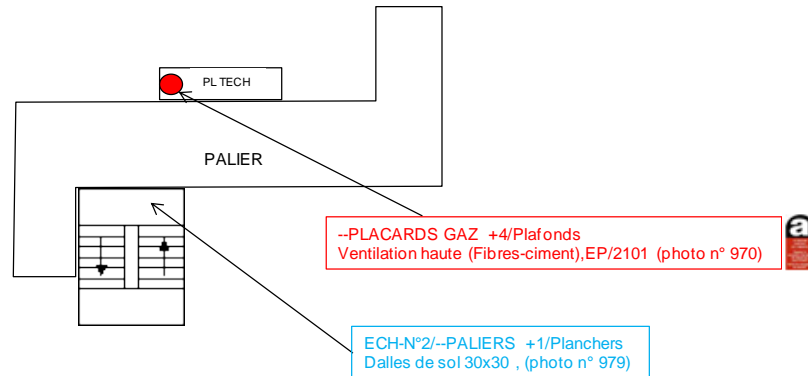 PL TECH
PALIER
--PLACARDS GAZ +4/Plafonds
Ventilation haute (Fibres-ciment),EP/2101 (photo n° 970)
a
ECH-N°2/--PALIERS +1/Planchers
Dalles de sol 30x30 , (photo n° 979)